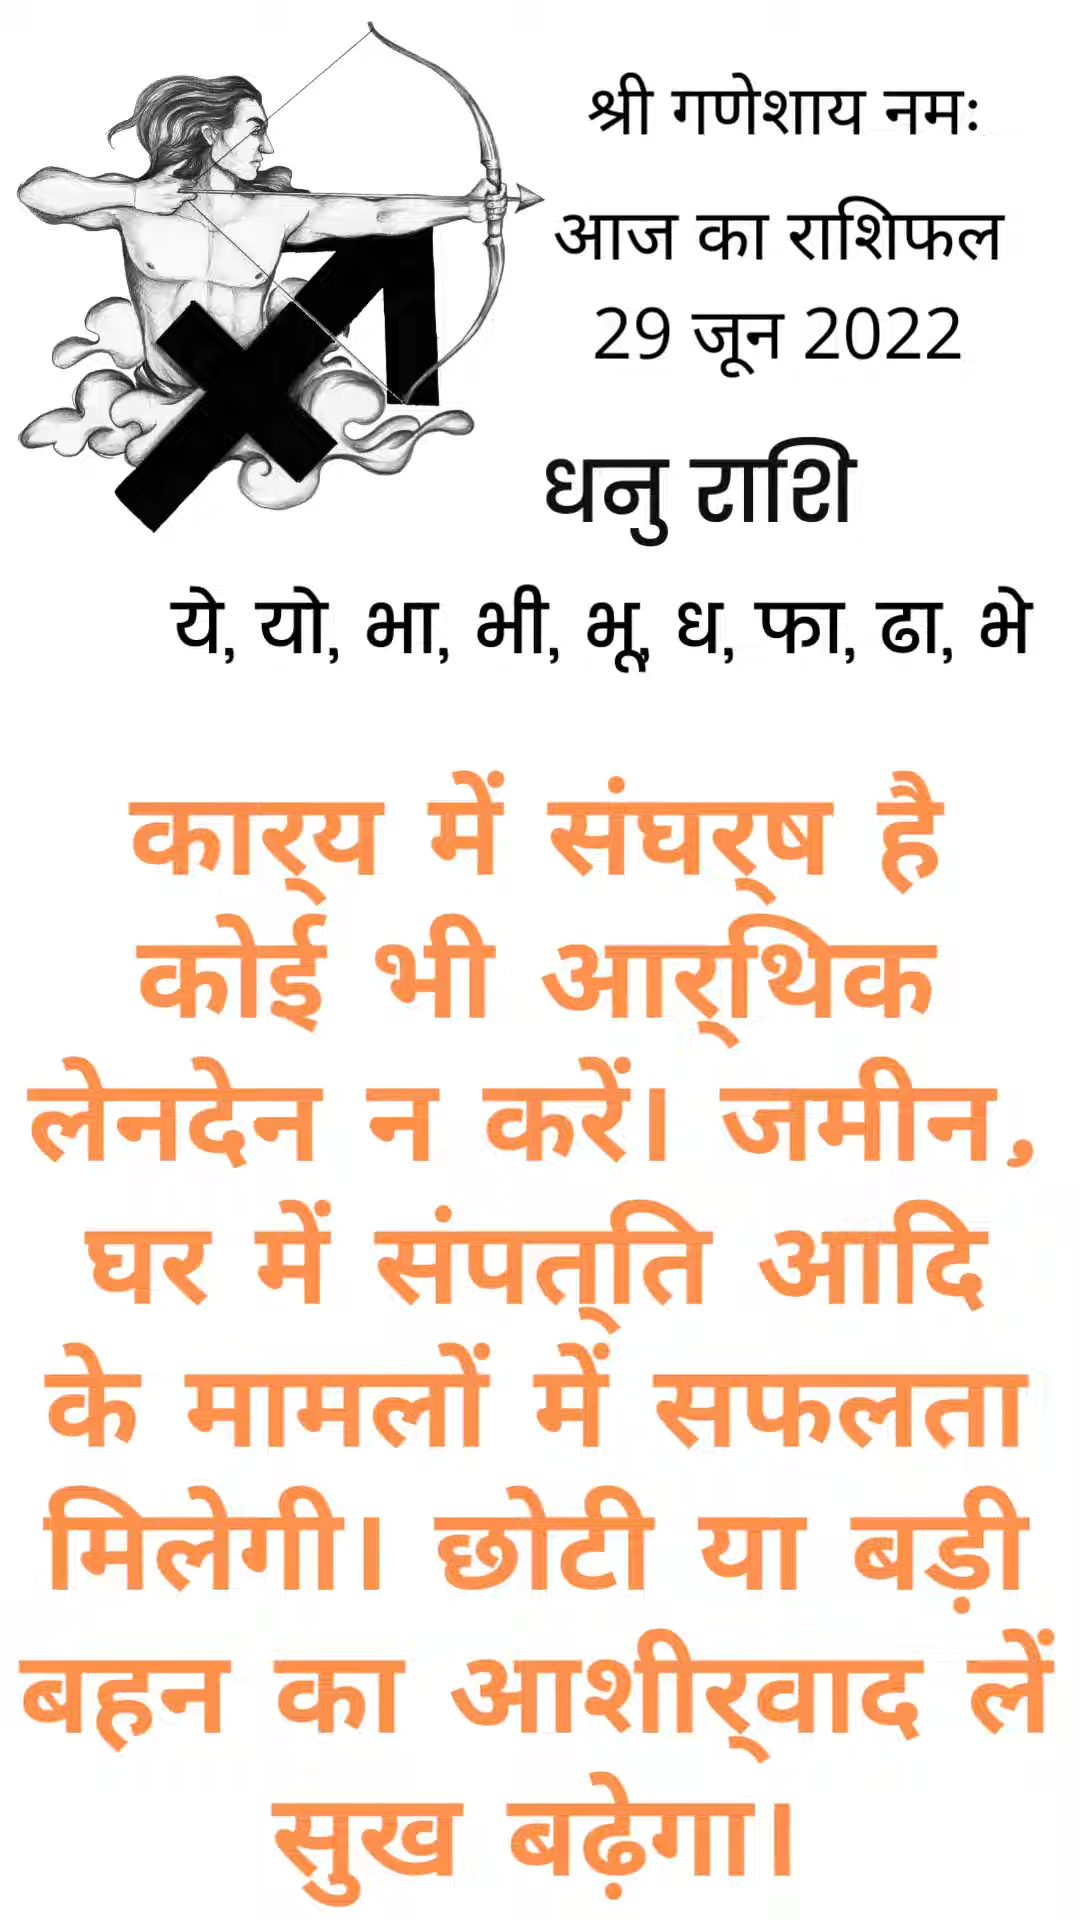 श्री गणेशाय नमः
आज का राशिफल
29 जून 2022
धनु राशि
ये, यो, भा, भी, भू, ध, फा, ढा, भे
कार्‌य में संघर्‌ष है
कोई भी आर्‌थिक
लेनदेन न करें। जमीन,
घर में संपत्‌ति आदि
के मामलों में सफलता
मिलेगी। छोटी या बड़ी
बहन का आशीर्‌वाद लें
सुख बढ़ेगा।